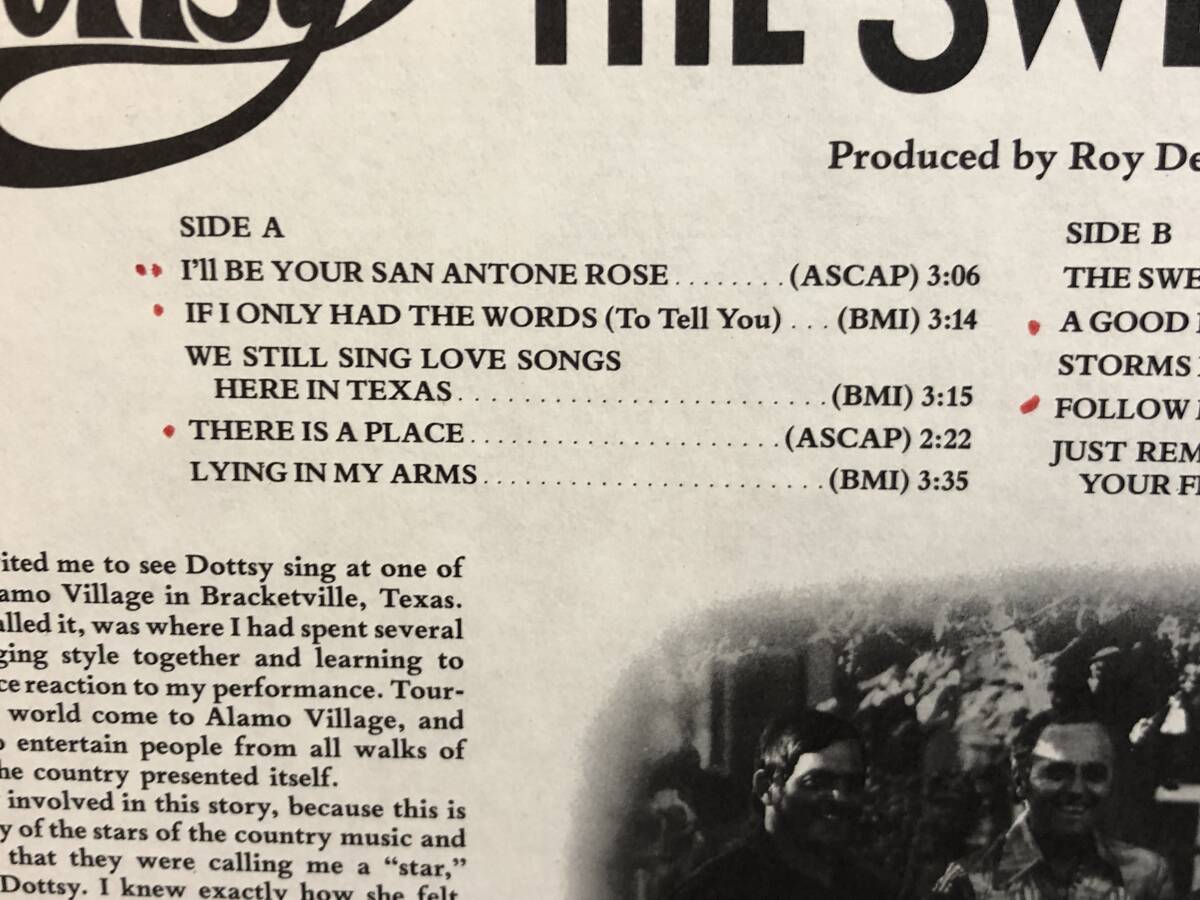 THE SWE
Produced by Roy De
SIDE A
I'll BE YOUR SAN ANTONE ROSE........(ASCAP) 3:06
IF I ONLY HAD THE WORDS (To Tell You) ... (BMI) 3:14
WE STILL SING LOVE SONGS
HERE IN TEXAS..........................(BMI) 3:15
THERE IS A PLACE......................(ASCAP) 2:22
LYING IN MY ARMS........................(BMI) 3:35
SIDE B
THE SWE
A GOOD
STORMS
FOLLOW
JUST REM
YOUR FI
ited me to see Dottsy sing at one of
amo Village in Bracketville, Texas.
alled it, was where I had spent several
ging style together and learning to
ce reaction to my performance. Tour-
world come to Alamo Village, and
o entertain people from all walks of
he country presented itself.
involved in this story, because this is
y of the stars of the country music and
that they were calling me a “star,”
Dottsy. I knew exactly how she felt,